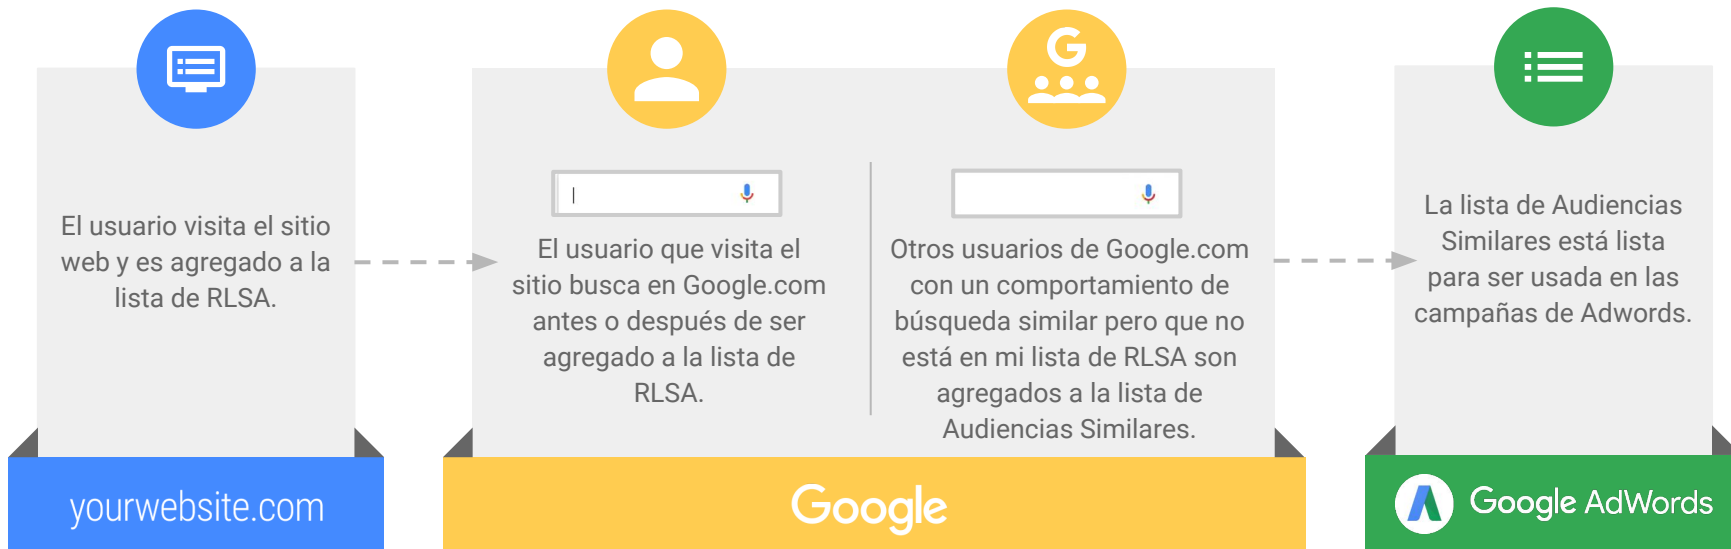 El usuario visita el sitio
web y es agregado a la
lista de RLSA.
yourwebsite.com
El usuario que visita el
sitio busca en Google.com
antes o después de ser
agregado a la lista de
RLSA.
G
Otros usuarios de Google.com
con un comportamiento de
búsqueda similar pero que no
está en mi lista de RLSA son
agregados a la lista de
Audiencias Similares.
Google
La lista de Audiencias
Similares está lista
para ser usada en las
campañas de Adwords.
Google AdWords